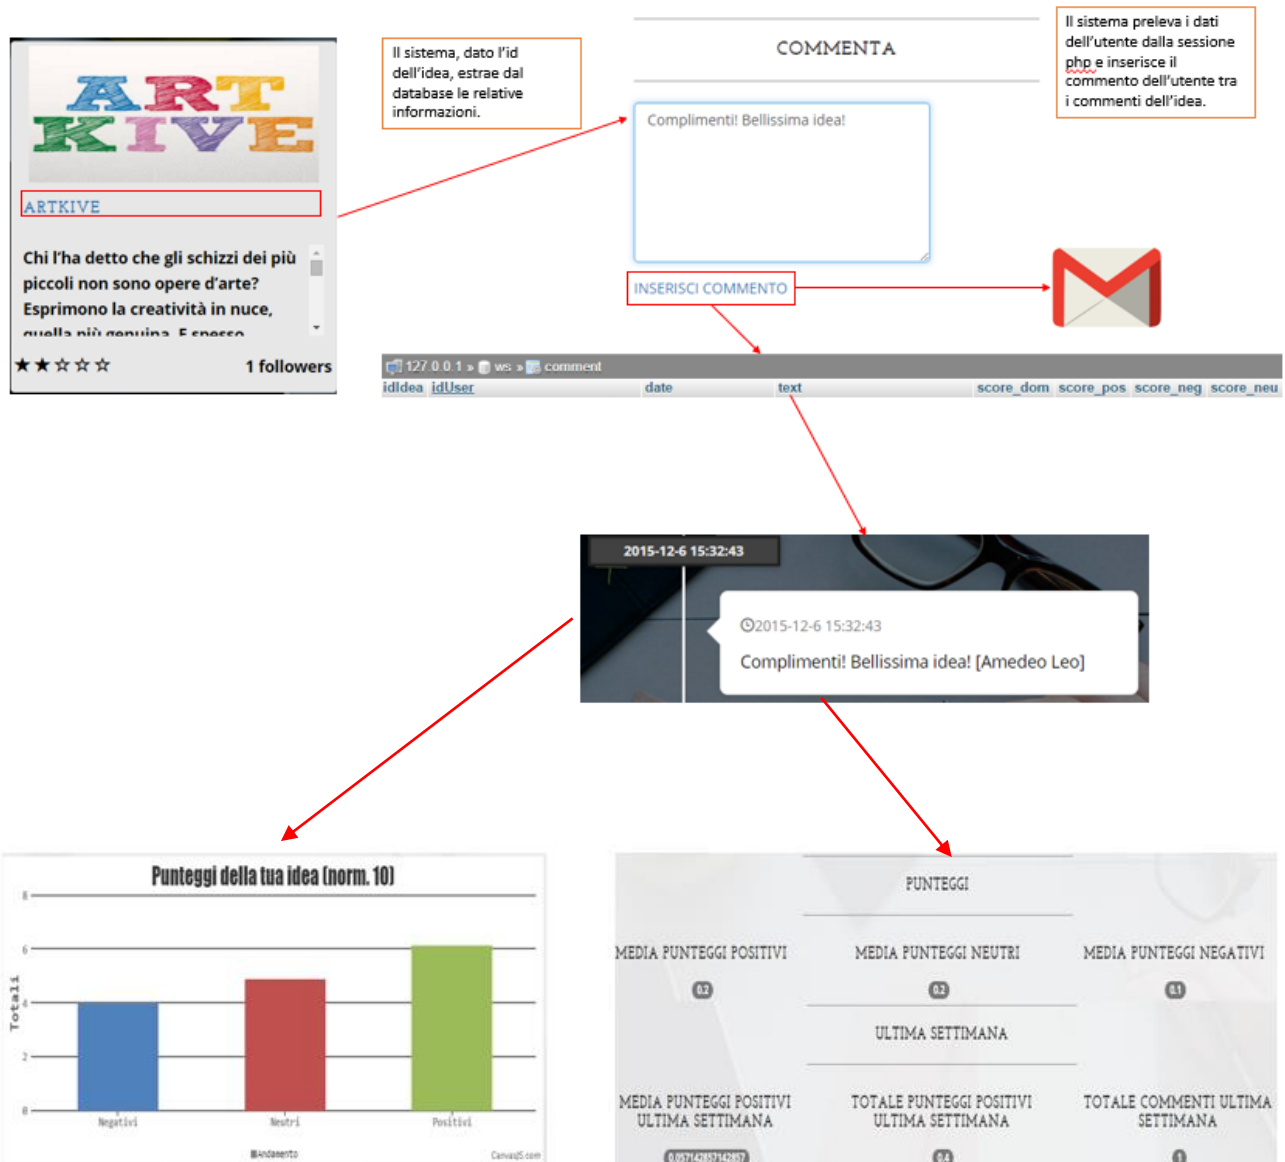 ART
KIVE
ARTKIVE
Chi l'ha detto che gli schizzi dei più
piccoli non sono opere d'arte?
Esprimono la creatività in nuce,
quella più genuina. E spesso
★★☆☆☆ 1 followers
Il sistema, dato l'id
dell'idea, estrae dal
database le relative
informazioni.
COMMENTA
Complimenti! Bellissima idea!
INSERISCI COMMENTO
Il sistema preleva i dati
dell'utente dalla sessione
php e inserisce il
commento dell'utente tra
i commenti dell'idea.
127.0.0.1 » ws » comment
idIdea idUser date text score_dom score_pos score_neg score_neu
2015-12-6 15:32:43
2015-12-6 15:32:43
Complimenti! Bellissima idea! [Amedeo Leo]
Punteggi della tua idea (norm. 10)
Totali
8
6
4
2
0
Negativi Neutri Positivi
Andamento
CanvasJS.com
PUNTEGGI
MEDIA PUNTEGGI POSITIVI MEDIA PUNTEGGI NEUTRI MEDIA PUNTEGGI NEGATIVI
0.2 0.2 0.1
ULTIMA SETTIMANA
MEDIA PUNTEGGI POSITIVI TOTALE PUNTEGGI POSITIVI TOTALE COMMENTI ULTIMA
ULTIMA SETTIMANA ULTIMA SETTIMANA SETTIMANA
0.057142857142857 0.4 1